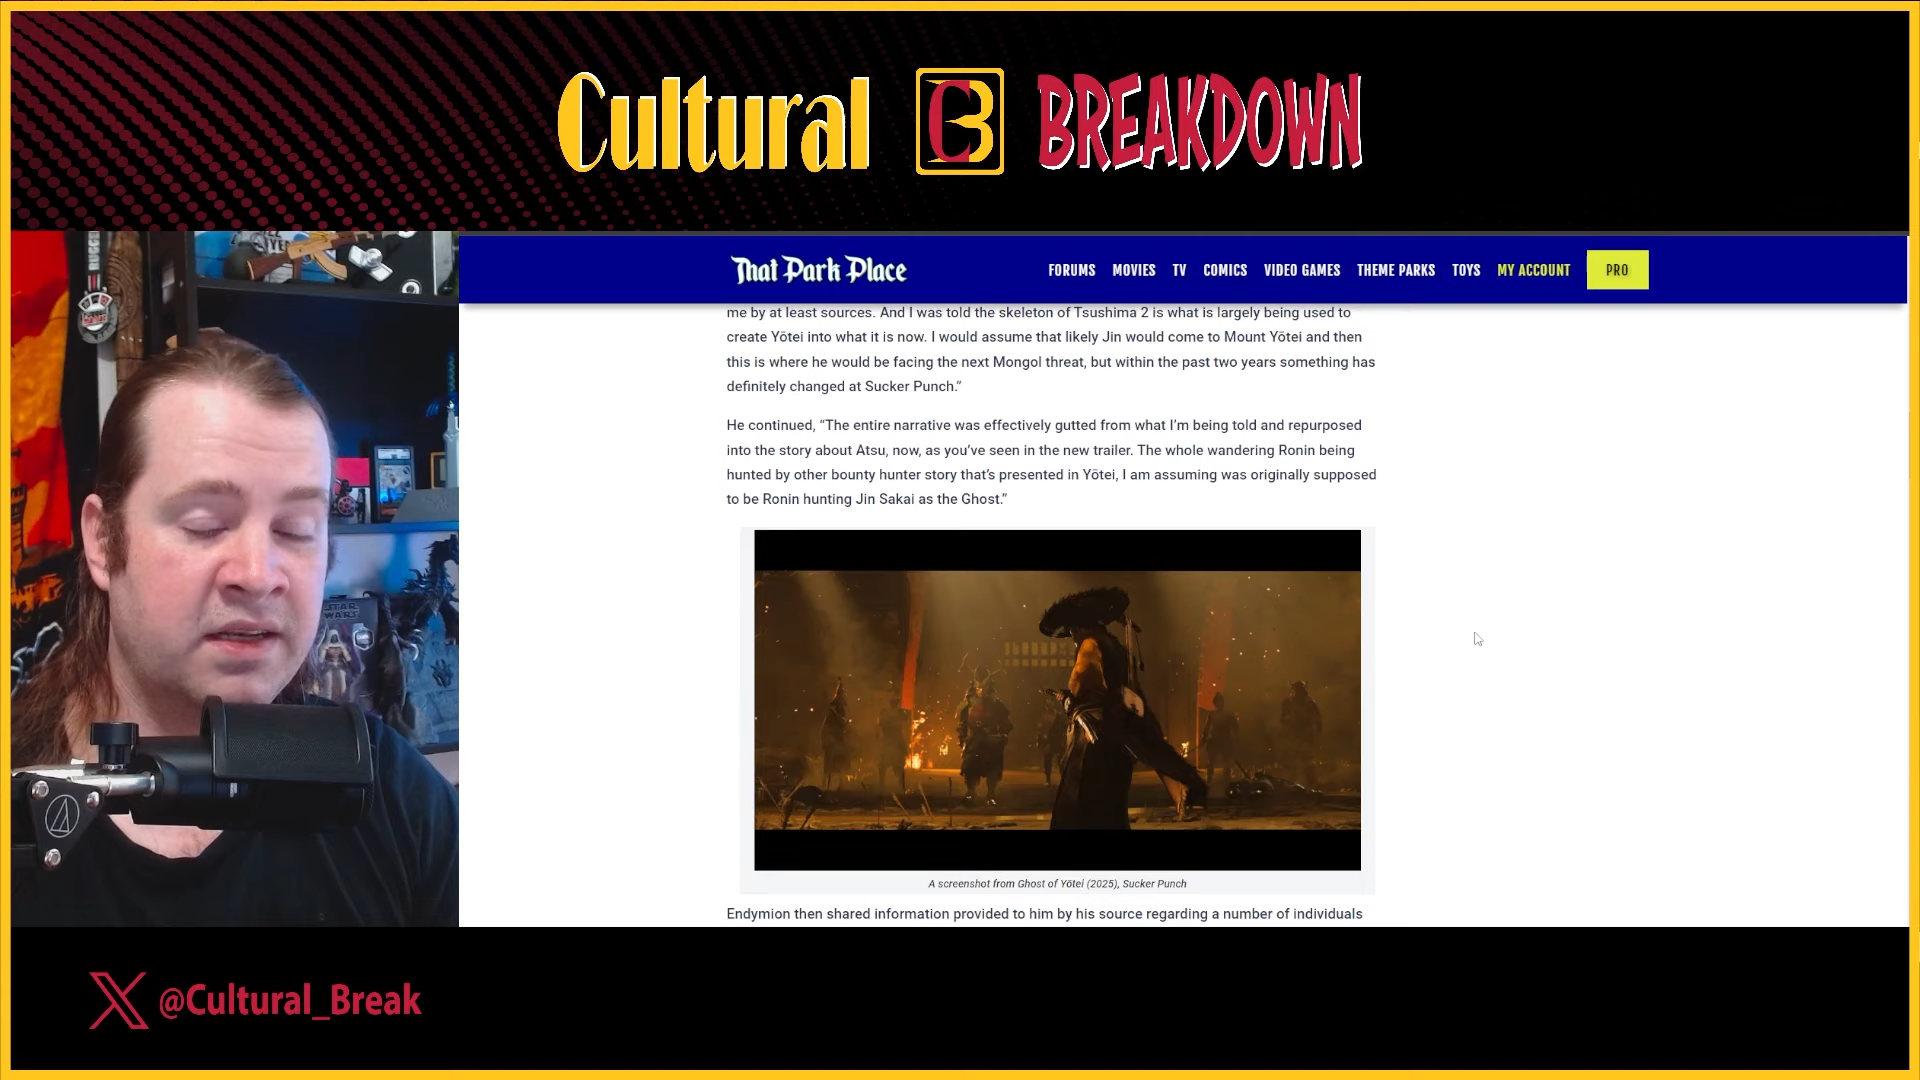 Cultural CB BREAKDOWN
That Park Place
FORUMS MOVIES TV COMICS VIDEO GAMES THEME PARKS TOYS MY ACCOUNT PRO
me by at least sources. And I was told the skeleton of Tsushima 2 is what is largely being used to
create Yōtei into what it is now. I would assume that likely Jin would come to Mount Yōtei and then
this is where he would be facing the next Mongol threat, but within the past two years something has
definitely changed at Sucker Punch.”
He continued, “The entire narrative was effectively gutted from what I’m being told and repurposed
into the story about Atsu, now, as you’ve seen in the new trailer. The whole wandering Ronin being
hunted by other bounty hunter story that’s presented in Yōtei, I am assuming was originally supposed
to be Ronin hunting Jin Sakai as the Ghost.”
STAR
WARS
A screenshot from Ghost of Yōtei (2025), Sucker Punch
Endymion then shared information provided to him by his source regarding a number of individuals
X @Cultural_Break